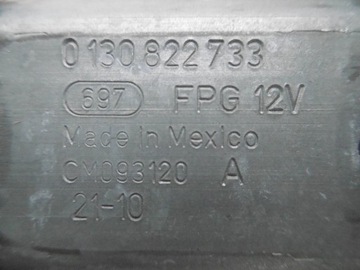 0 130 822 733
697 FPG 12V
Made in Mexico
CM093120 A
21-10